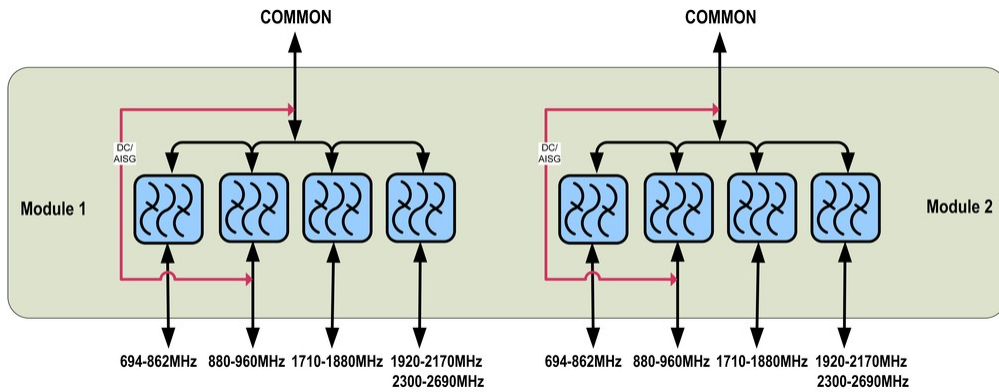 COMMON
COMMON
DC/
AISG
DC/
AISG
Module 1
Module 2
694-862MHz
880-960MHz
1710-1880MHz
1920-2170MHz
2300-2690MHz
694-862MHz
880-960MHz
1710-1880MHz
1920-2170MHz
2300-2690MHz